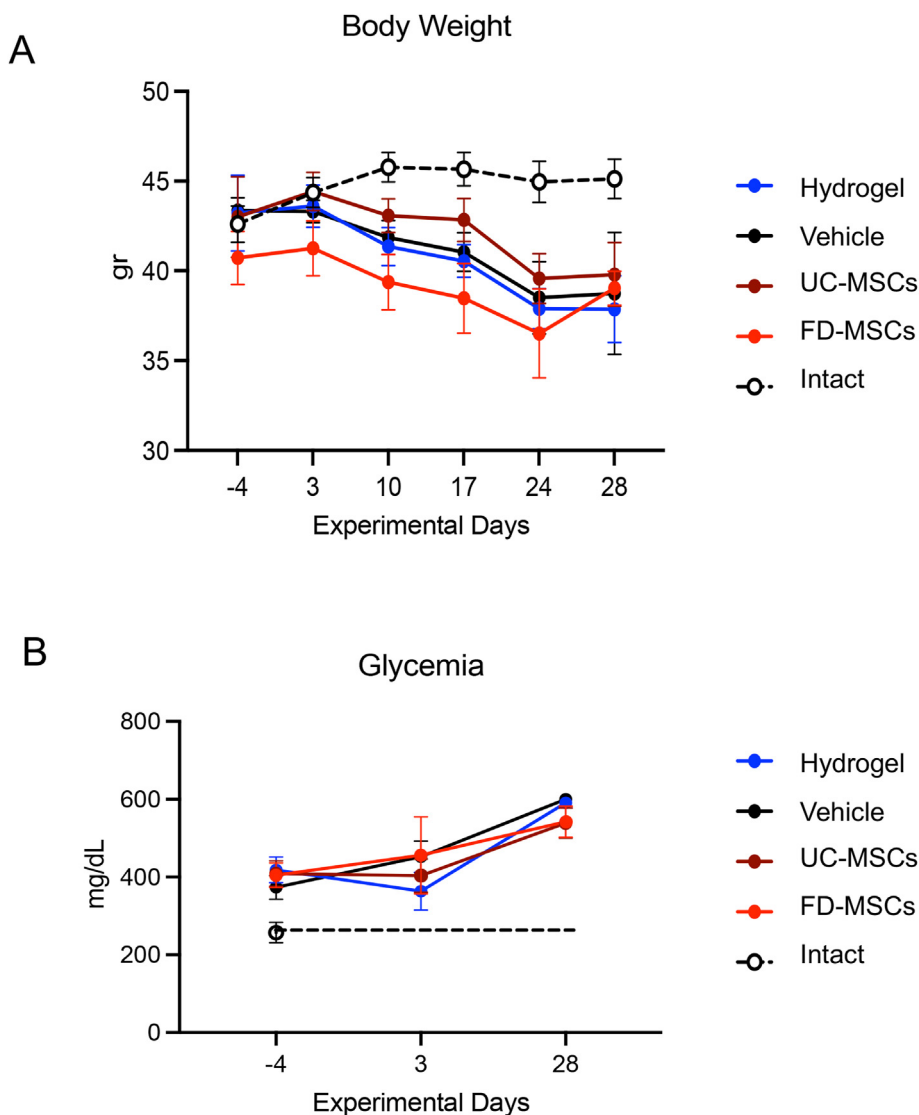 Body Weight
A
50
45
40
35
30
gr
-4 3 10 17 24 28
Experimental Days
Hydrogel
Vehicle
UC-MSCs
FD-MSCs
Intact
B
Glycemia
800
600
400
200
0
mg/dL
-4 3 28
Experimental Days
Hydrogel
Vehicle
UC-MSCs
FD-MSCs
Intact